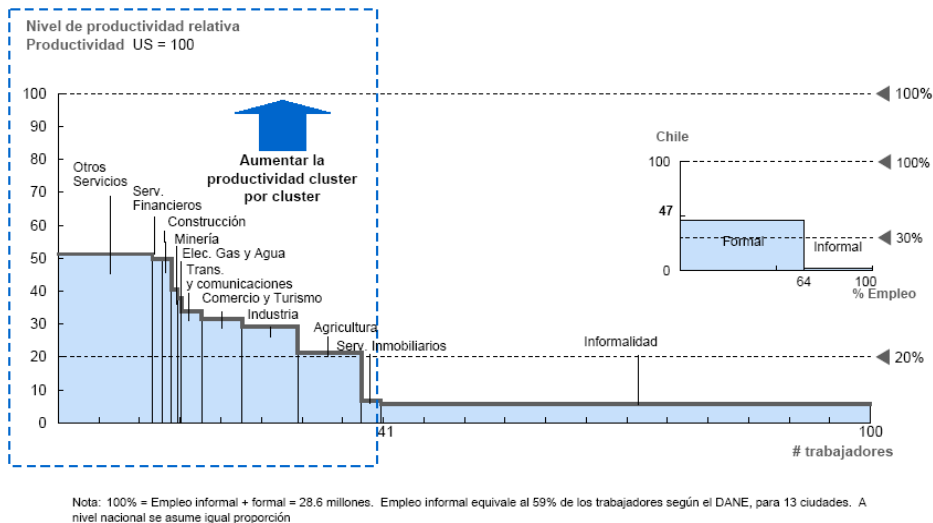 Nivel de productividad relativa
Productividad US = 100
100
90
80
70
60
50
40
30
20
10
0
Otros
Servicios
Serv.
Financieros
Construcción
Minería
Elec. Gas y Agua
Trans.
y comunicaciones
Comercio y Turismo
Industria
Agricultura
Serv. Inmobiliarios
Informalidad
Aumentar la
productividad cluster
por cluster
100%
20%
41
100
# trabajadores
Chile
100
47
0
Formal
Informal
64
100
% Empleo
100%
30%
Nota: 100% = Empleo informal + formal = 28.6 millones. Empleo informal equivale al 59% de los trabajadores según el DANE, para 13 ciudades. A
nivel nacional se asume igual proporción